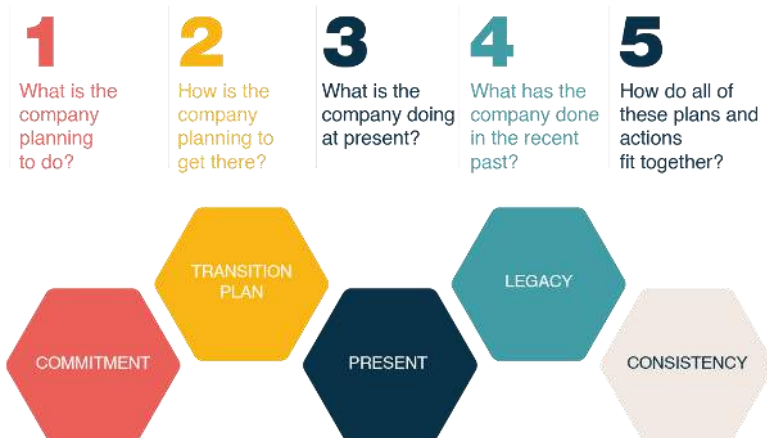 1
What is the
company
planning
to do?
2
How is the
company
planning to
get there?
3
What is the
company doing
at present?
4
What has the
company done
in the recent
past?
5
How do all of
these plans and
actions
fit together?
COMMITMENT
TRANSITION
PLAN
PRESENT
LEGACY
CONSISTENCY